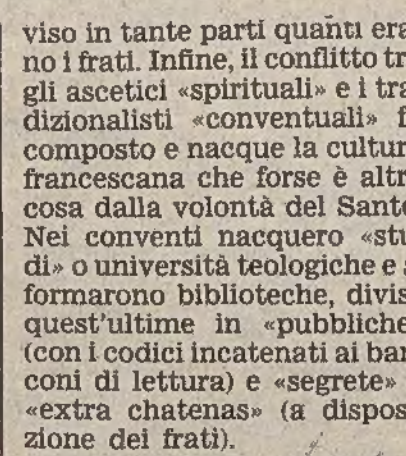 viso in tante parti quanti era
no i frati. Infine, il conflitto tr
gli ascetici «spirituali» e i tra
dizionalisti «conventuali» f
composto e nacque la cultur
francescana che forse è altr
cosa dalla volontà del Santo
Nei conventi nacquero «stu
di» o università teologiche e s
formarono biblioteche, divis
quest'ultime in «pubbliche
(con i codici incatenati ai ban
coni di lettura) e «segrete»
«extra chatenas» (a dispos
zione dei frati).